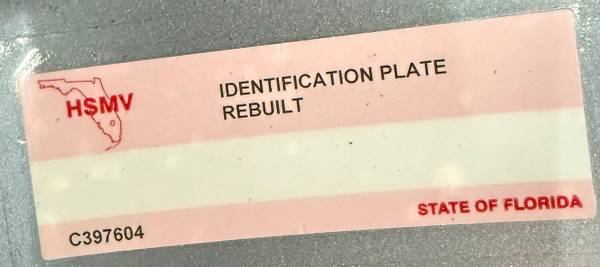 HSMV
IDENTIFICATION PLATE
REBUILT
STATE OF FLORIDA
C397604